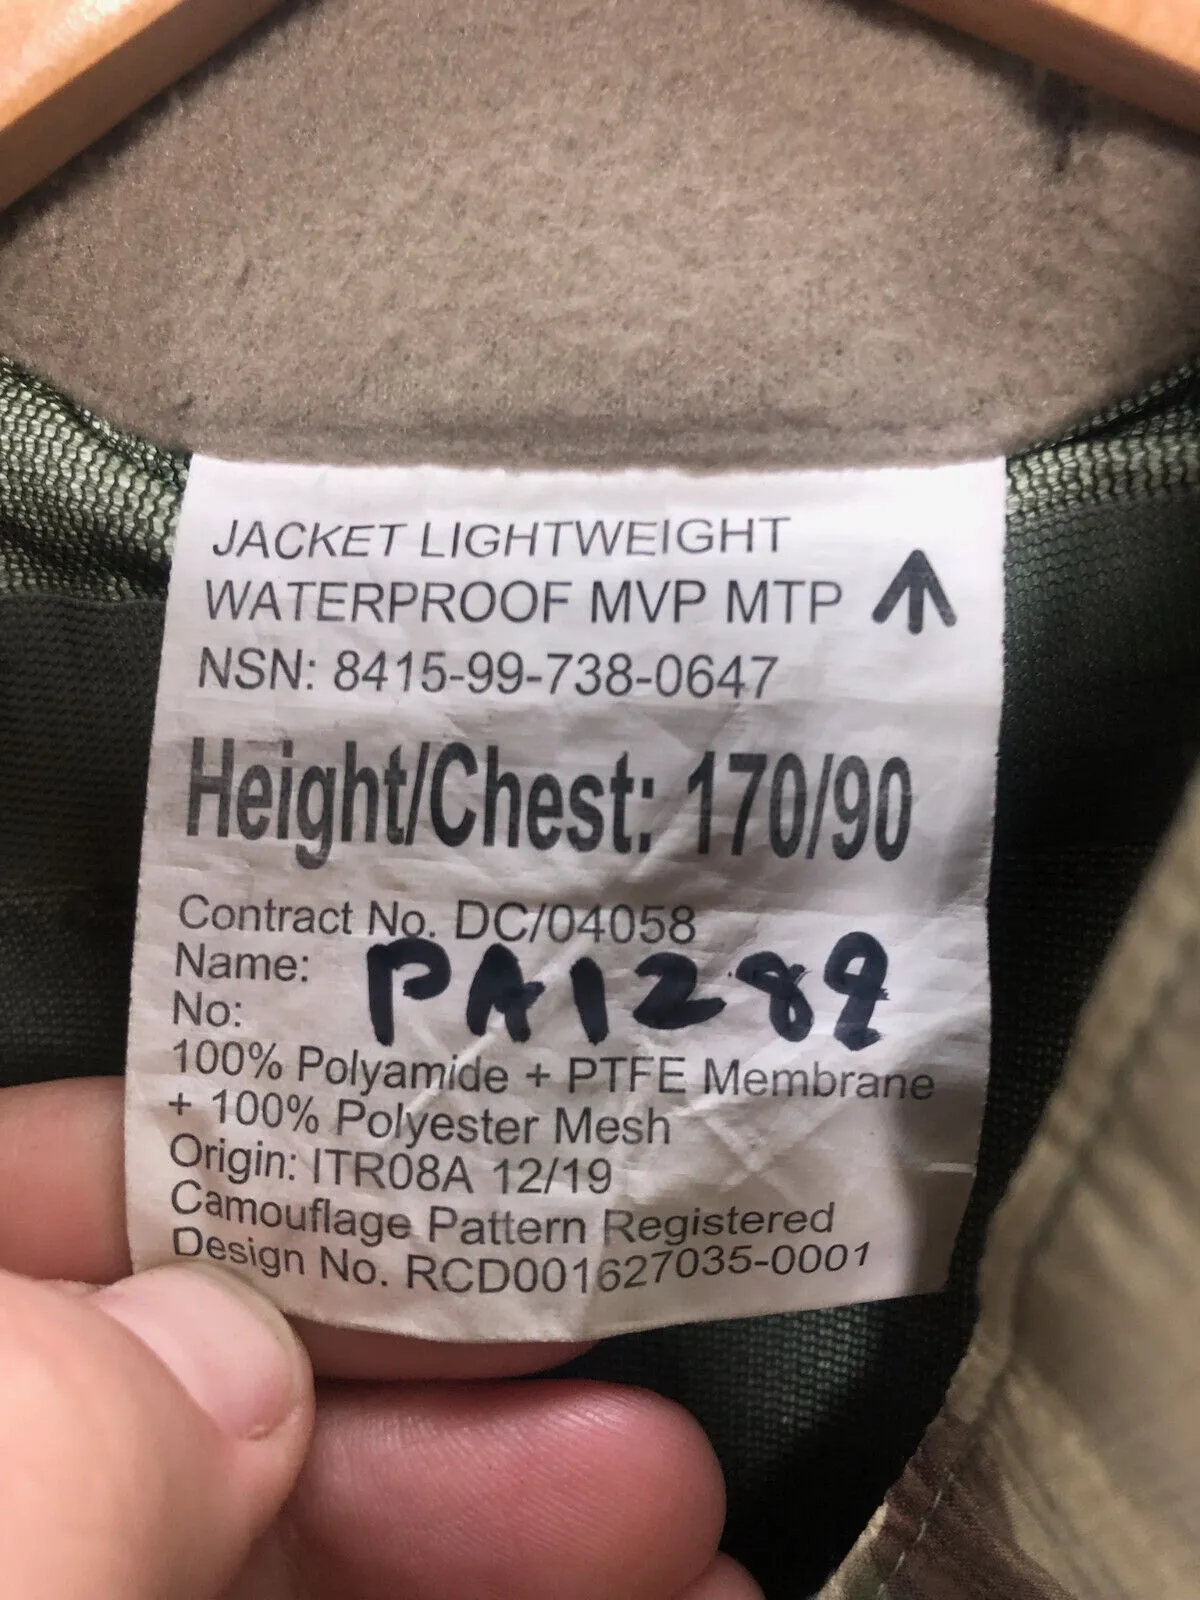 JACKET LIGHTWEIGHT
WATERPROOF MVP MTP
NSN: 8415-99-738-0647
Height/Chest: 170/90
Contract No. DC/04058
Name: PA1289
No:
100% Polyamide + PTFE Membrane
+ 100% Polyester Mesh
Origin: ITR08A 12/19
Camouflage Pattern Registered
Design No. RCD001627035-0001